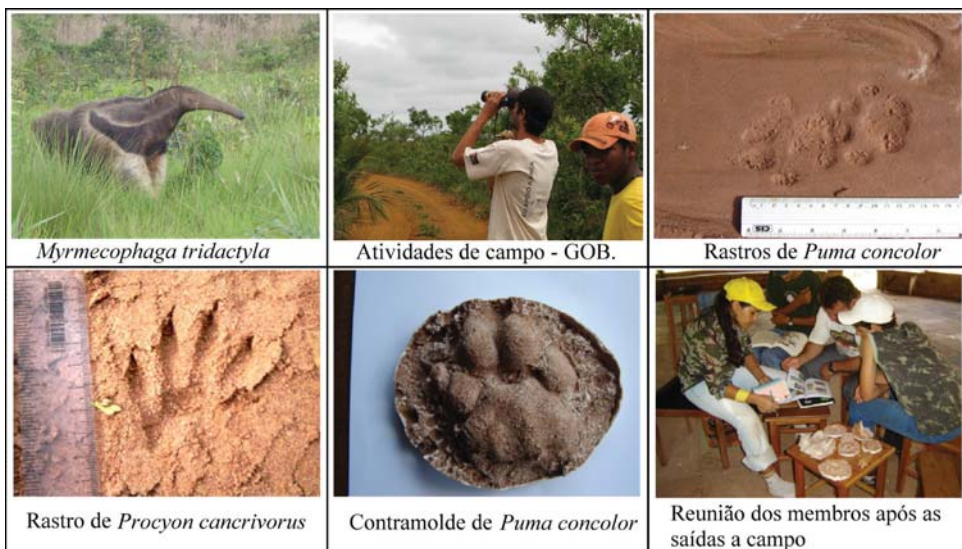 Myrmecophaga tridactyla
Atividades de campo - GOB.
CIS
Rastros de Puma concolor
Rastro de Procyon cancrivorus
Contramolde de Puma concolor
Reunião dos membros após as
saídas a campo